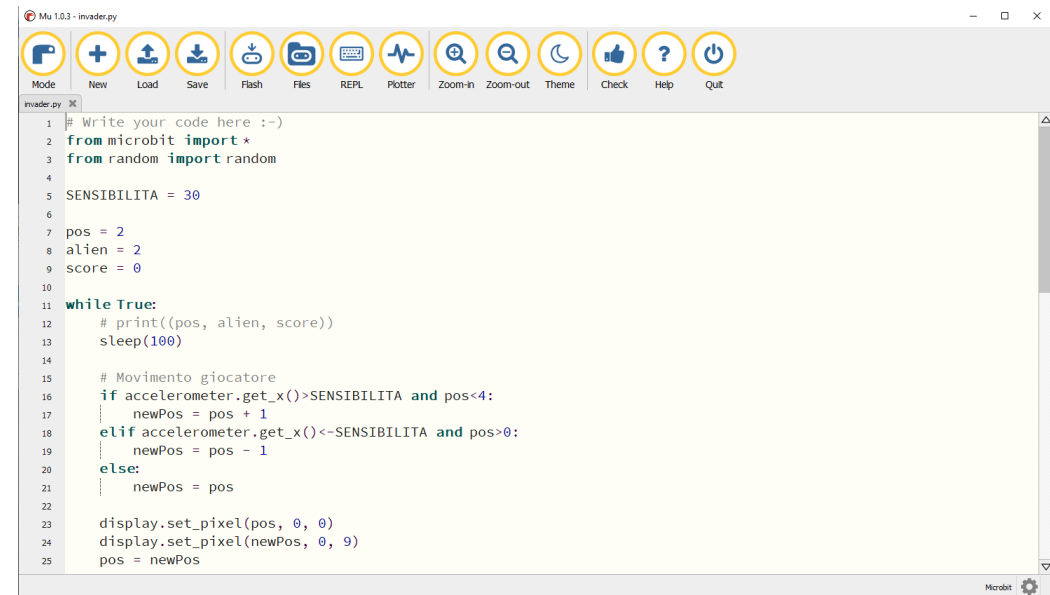 Mu 1.0.3 - invader.py
Mode New Load Save Flash Files REPL Plotter Zoom-in Zoom-out Theme Check Help Quit
invader.py
1 # Write your code here :-)
2 from microbit import *
3 from random import random
4
5 SENSIBILITA = 30
6
7 pos = 2
8 alien = 2
9 score = 0
10
11 while True:
12 # print((pos, alien, score))
13 sleep(100)
14
15 # Movimento giocatore
16 if accelerometer.get_x()>SENSIBILITA and pos<4:
17 newPos = pos + 1
18 elif accelerometer.get_x()<-SENSIBILITA and pos>0:
19 newPos = pos - 1
20 else:
21 newPos = pos
22
23 display.set_pixel(pos, 0, 0)
24 display.set_pixel(newPos, 0, 9)
25 pos = newPos
Microbit